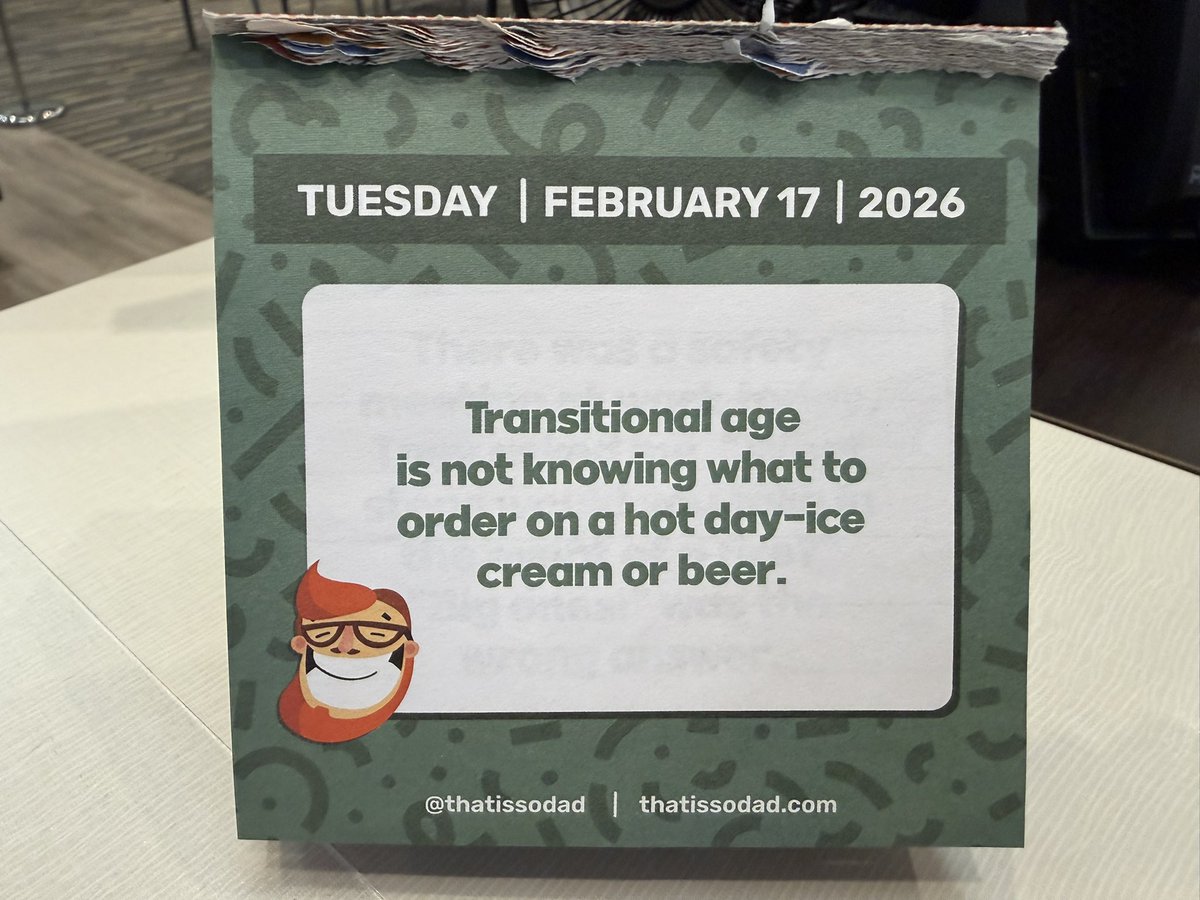 TUESDAY | FEBRUARY 17 | 2026
Transitional age
is not knowing what to
order on a hot day-ice
cream or beer.
@thatissodad | thatissodad.com